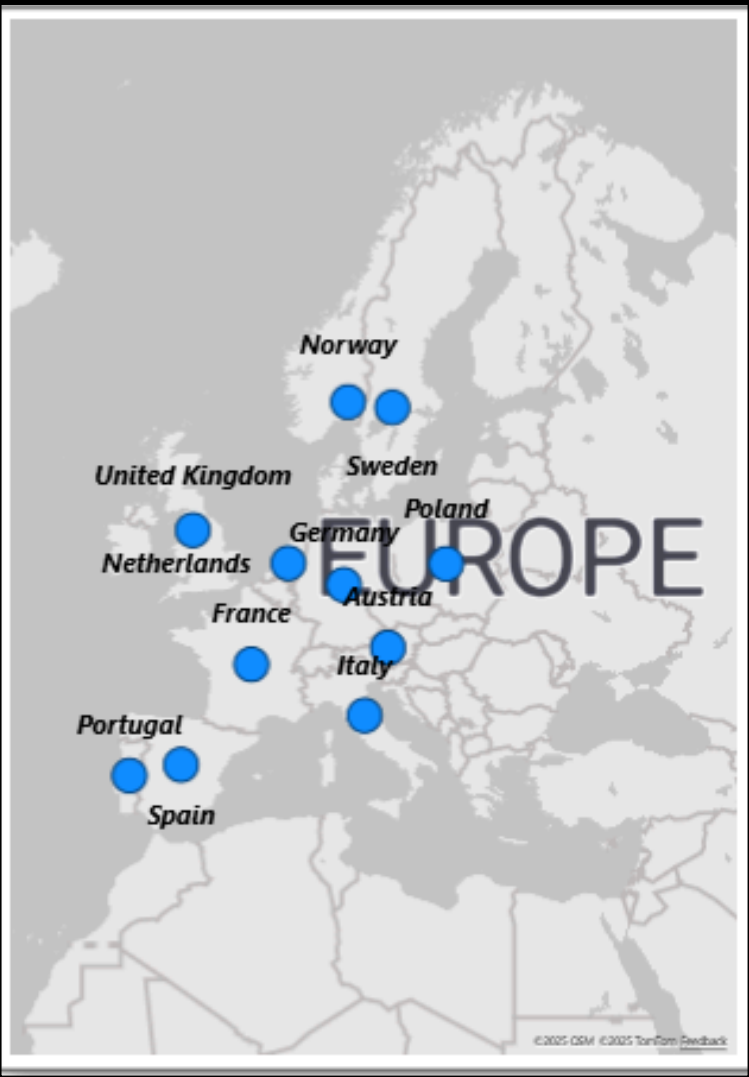 Norway
Sweden
United Kingdom
Poland
Germany
EUROPE
Netherlands
Austria
France
Italy
Portugal
Spain
©2025 OSM ©2025 TomTom Feedback